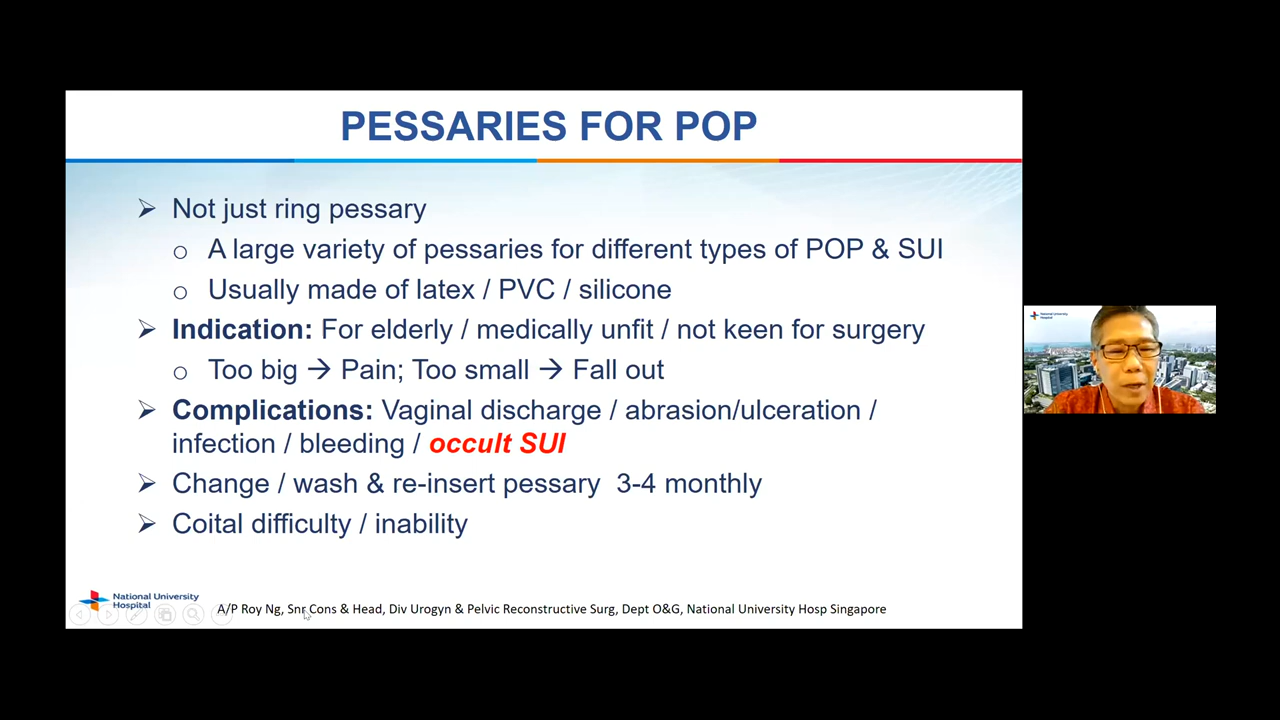 PESSARIES FOR POP
Not just ring pessary
A large variety of pessaries for different types of POP & SUI
Usually made of latex / PVC / silicone
Indication: For elderly / medically unfit / not keen for surgery
Too big → Pain; Too small → Fall out
Complications: Vaginal discharge / abrasion/ulceration /
infection / bleeding / occult SUI
Change / wash & re-insert pessary 3-4 monthly
Coital difficulty / inability
National University
Hospital
A/P Roy Ng, Snr Cons & Head, Div Urogyn & Pelvic Reconstructive Surg, Dept O&G, National University Hosp Singapore
National University
Hospital